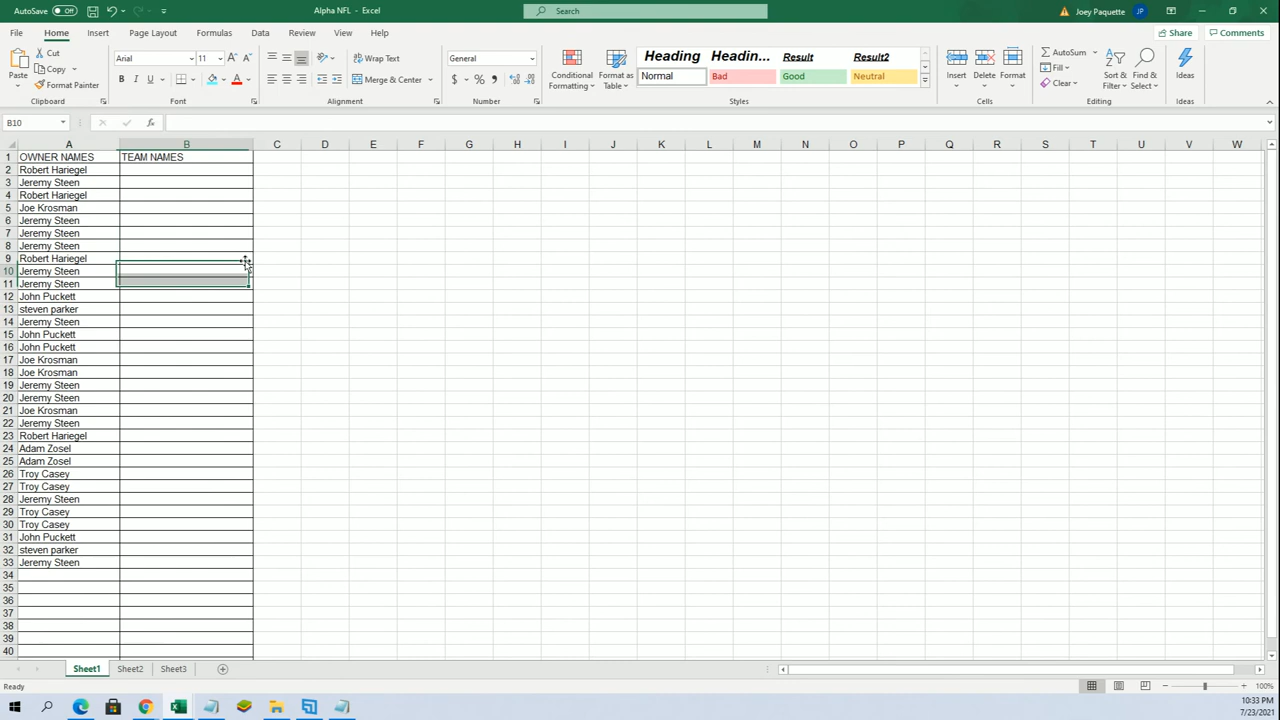 AutoSave Off Alpha NFL - Excel Search Joey Paquette JP
File Home Insert Page Layout Formulas Data Review View Help Share Comments
Paste Cut Copy Format Painter Clipboard
Arial 11 A A B I U A Font
Wrap Text Merge & Center Alignment
General $ % Number
Conditional Formatting Format as Table
Heading Headin... Result Result2
Normal Bad Good Neutral
Styles
Insert Delete Format Cells
AutoSum Fill Clear Sort & Filter Find & Select Editing
Ideas Ideas
B10 fx
A B C D E F G H I J K L M N O P Q R S T U V W
1 OWNER NAMES TEAM NAMES
2 Robert Hariegel
3 Jeremy Steen
4 Robert Hariegel
5 Joe Krosman
6 Jeremy Steen
7 Jeremy Steen
8 Jeremy Steen
9 Robert Hariegel
10 Jeremy Steen
11 Jeremy Steen
12 John Puckett
13 steven parker
14 Jeremy Steen
15 John Puckett
16 John Puckett
17 Joe Krosman
18 Joe Krosman
19 Jeremy Steen
20 Jeremy Steen
21 Joe Krosman
22 Jeremy Steen
23 Robert Hariegel
24 Adam Zosel
25 Adam Zosel
26 Troy Casey
27 Troy Casey
28 Jeremy Steen
29 Troy Casey
30 Troy Casey
31 John Puckett
32 steven parker
33 Jeremy Steen
34
35
36
37
38
39
40
Sheet1 Sheet2 Sheet3
Ready 100%
10:33 PM
7/23/2021